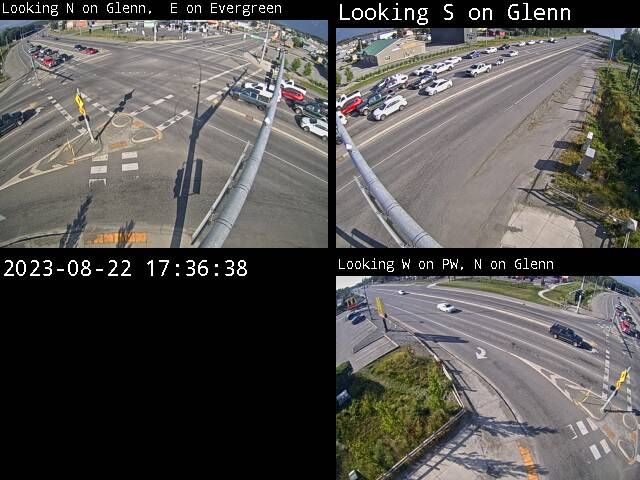 Looking N on Glenn,  E on Evergreen
Looking S on Glenn
2023-08-22 17:36:38
Looking W on PW, N on Glenn